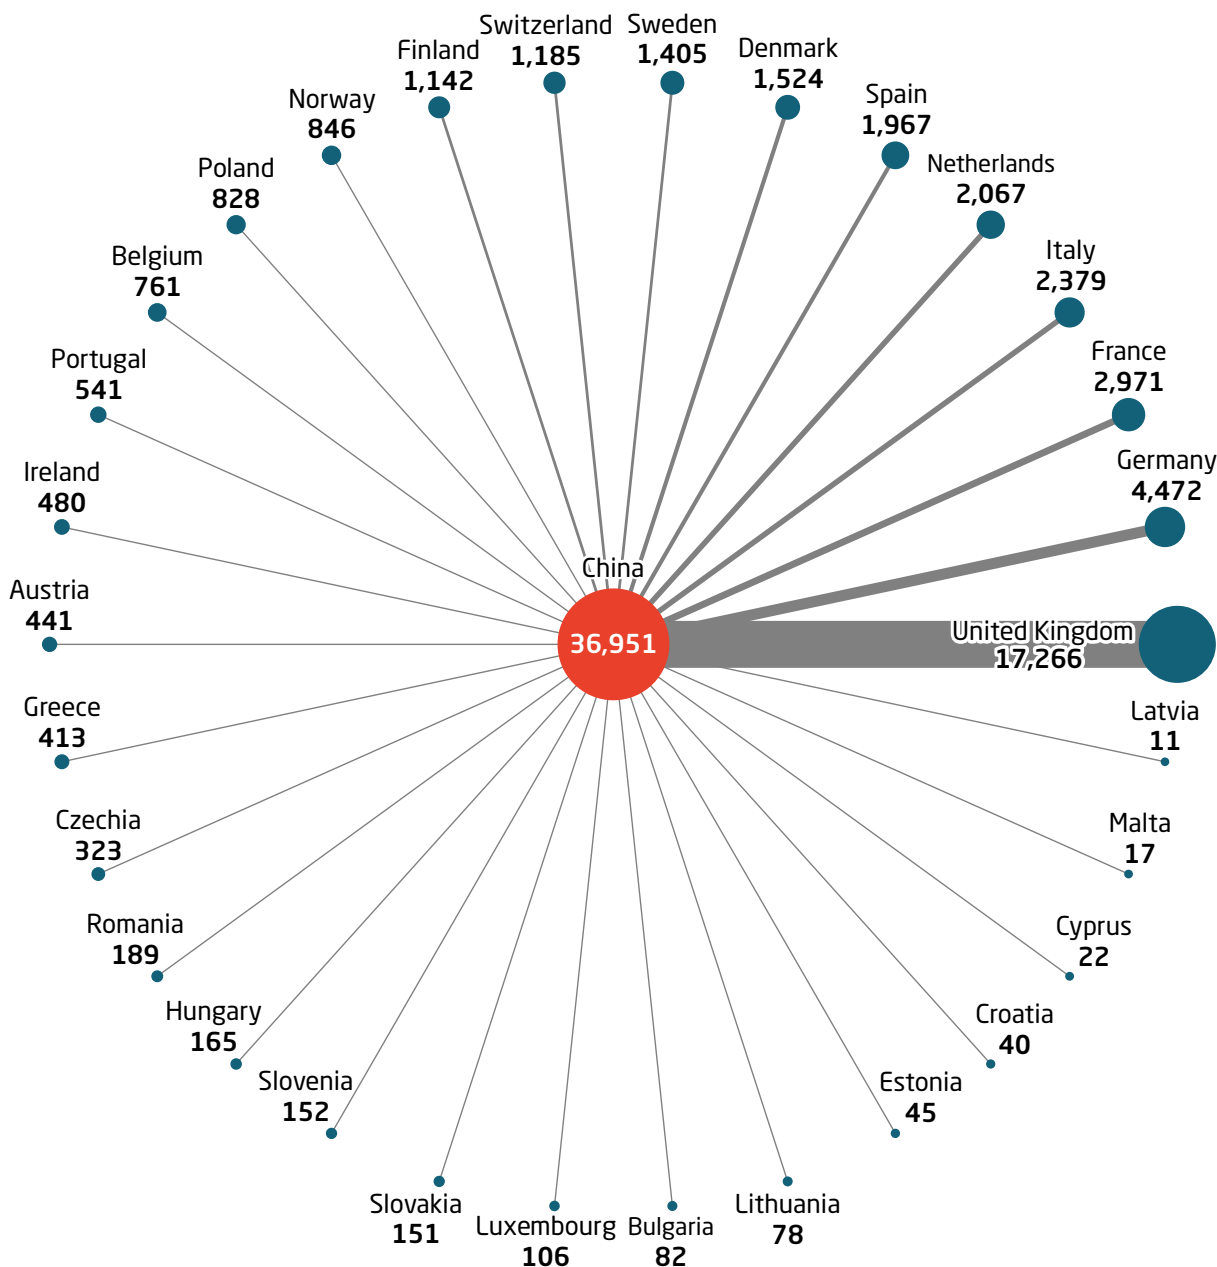 Switzerland
1,185
Sweden
1,405
Denmark
1,524
Spain
1,967
Netherlands
2,067
Italy
2,379
France
2,971
Germany
4,472
United Kingdom
17,266
Latvia
11
Malta
17
Cyprus
22
Croatia
40
Estonia
45
Lithuania
78
Bulgaria
82
Luxembourg
106
Slovakia
151
Slovenia
152
Hungary
165
Romania
189
Czechia
323
Greece
413
Austria
441
Ireland
480
Portugal
541
Belgium
761
Poland
828
Norway
846
Finland
1,142
China
36,951